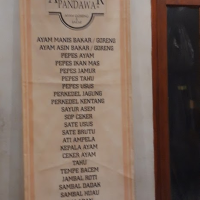 PANDAWA
AYAM MANIS BAKAR / GORENG
AYAM ASIN BAKAR / GORENG
PEPES AYAM
PEPES IKAN MAS
PEPES JAMUR
PEPES TAHU
PEPES USUS
PERKEDEL JAGUNG
PERKEDEL KENTANG
SAYUR ASEM
SOP CEKER
SATE USUS
SATE BRUTU
ATI AMPELA
KEPALA AYAM
CEKER AYAM
TAHU
TEMPE BACEM
JAMBAL ROTI
SAMBAL DADAK
SAMBAL HIJAU